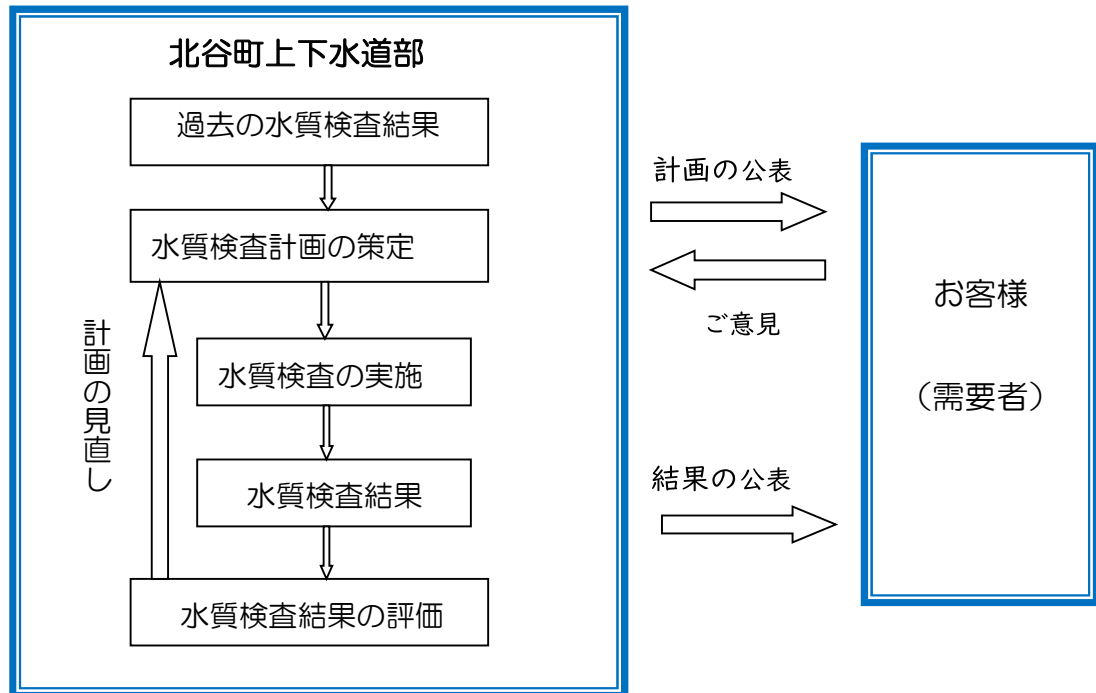 北谷町上下水道部
過去の水質検査結果
水質検査計画の策定
計画の見直し
水質検査の実施
水質検査結果
水質検査結果の評価
計画の公表
ご意見
結果の公表
お客様
（需要者）